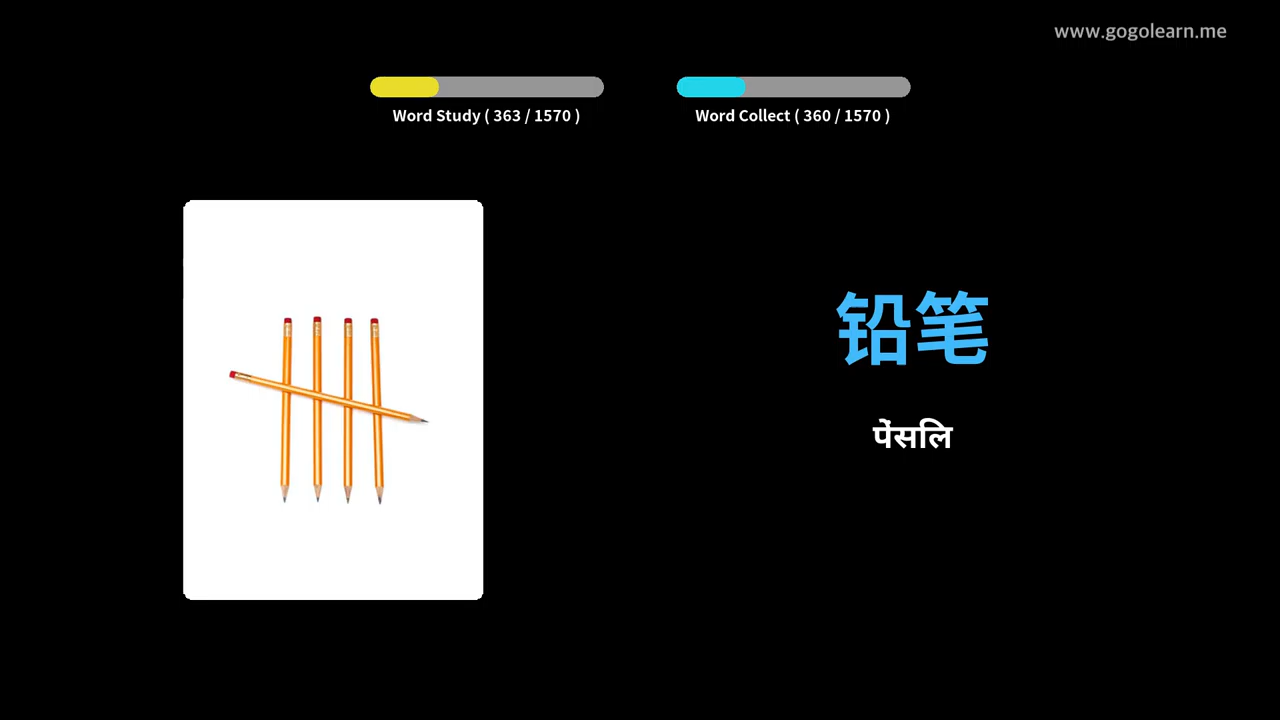 www.gogolearn.me
Word Study ( 363 / 1570 )
Word Collect ( 360 / 1570 )
铅笔
पेंसलि